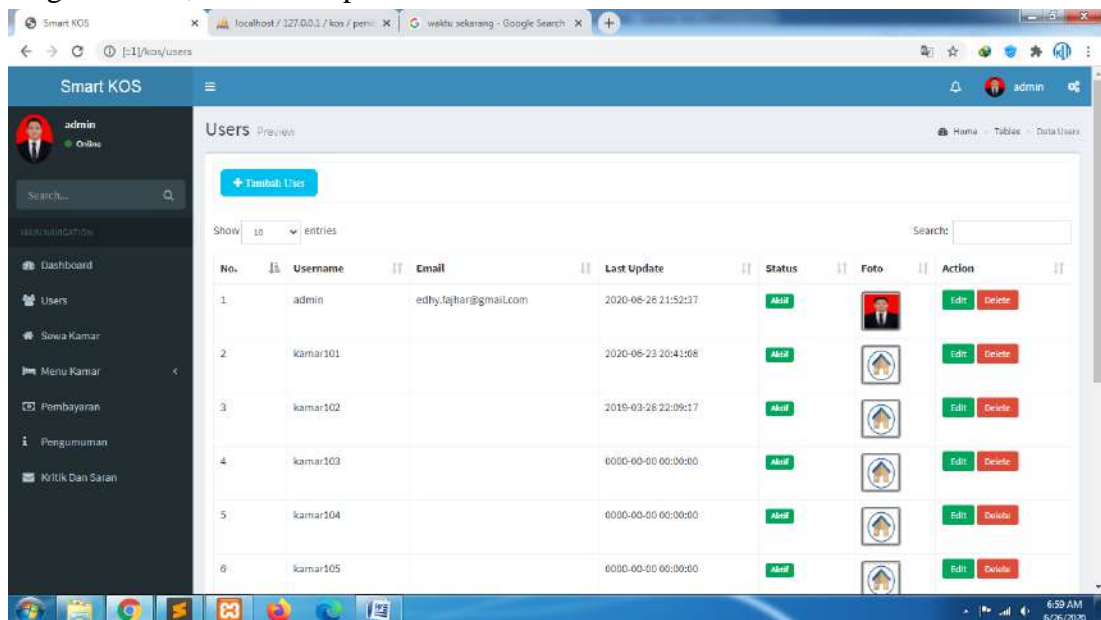 Smart KOS
localhost / 127.0.0.1 / kos /
waktu sekarang - Google Search
[::1]/kos/users
Smart KOS
admin
admin
Online
Users Preview
Home
Tables
Data Users
Search...
Tambah User
MAIN NAVIGATION
Show 10 entries
Search:
Dashboard
Users
Sewa Kamar
Menu Kamar
Pembayaran
Pengumuman
Kritik Dan Saran
No. Username Email Last Update Status Foto Action
1 admin edhy.fajhar@gmail.com 2020-06-26 21:52:37 Aktif Edit Delete
2 kamar101 2020-06-23 20:41:08 Aktif Edit Delete
3 kamar102 2019-03-28 22:09:17 Aktif Edit Delete
4 kamar103 0000-00-00 00:00:00 Aktif Edit Delete
5 kamar104 0000-00-00 00:00:00 Aktif Edit Delete
6 kamar105 0000-00-00 00:00:00 Aktif Edit Delete
6:59 AM
6/26/2020